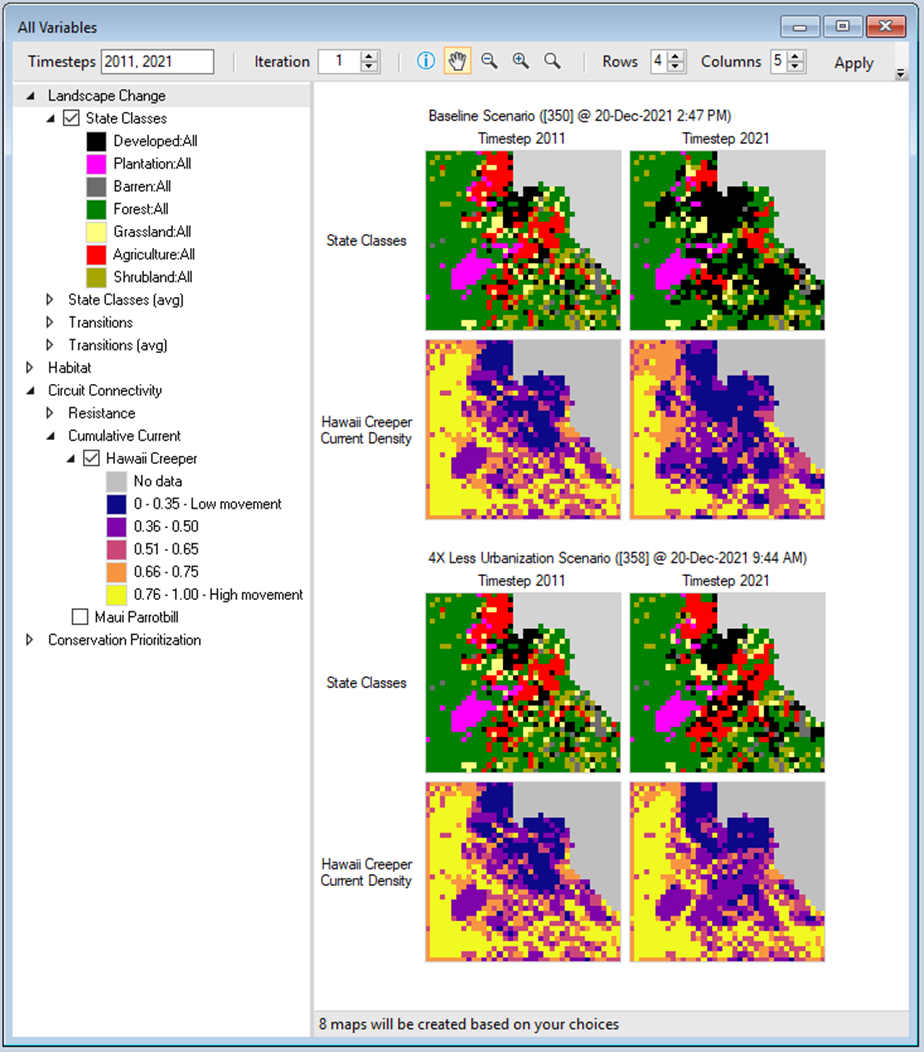 All Variables
Timesteps 2011, 2021 Iteration 1 Rows 4 Columns 5 Apply
Landscape Change
State Classes
Developed:All
Plantation:All
Barren:All
Forest:All
Grassland:All
Agriculture:All
Shrubland:All
State Classes (avg)
Transitions
Transitions (avg)
Habitat
Circuit Connectivity
Resistance
Cumulative Current
Hawaii Creeper
No data
0 - 0.35 - Low movement
0.36 - 0.50
0.51 - 0.65
0.66 - 0.75
0.76 - 1.00 - High movement
Maui Parrotbill
Conservation Prioritization
Baseline Scenario ([350] @ 20-Dec-2021 2:47 PM)
Timestep 2011 Timestep 2021
State Classes
Hawaii Creeper
Current Density
4X Less Urbanization Scenario ([358] @ 20-Dec-2021 9:44 AM)
Timestep 2011 Timestep 2021
State Classes
Hawaii Creeper
Current Density
8 maps will be created based on your choices